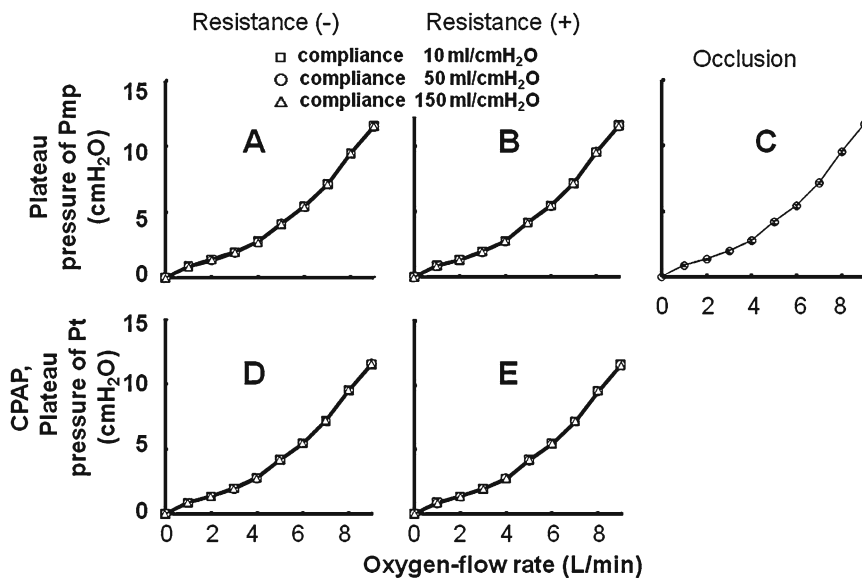 Resistance (-)
Resistance (+)
□ compliance 10 ml/cmH₂O
○ compliance 50 ml/cmH₂O
△ compliance 150 ml/cmH₂O
Occlusion
Plateau
pressure of Pmp
(cmH₂O)
15
10
5
0
A
B
C
0 2 4 6 8
CPAP,
Plateau
pressure of Pt
(cmH₂O)
15
10
5
0
D
E
0 2 4 6 8
0 2 4 6 8
Oxygen-flow rate (L/min)